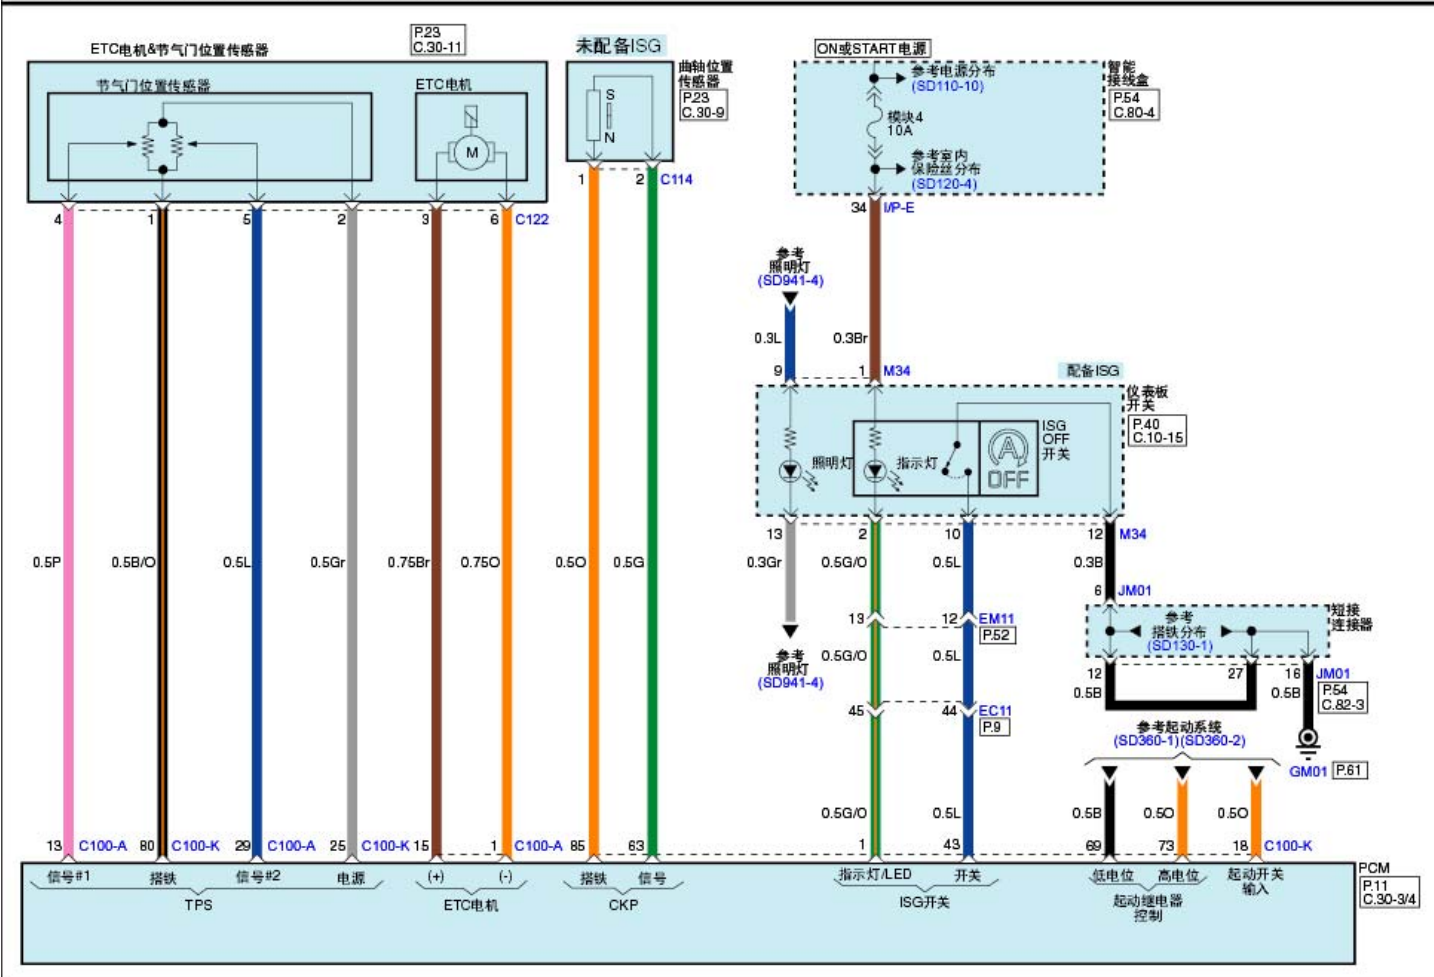 P.23
C.30-11
ETC电机&节气门位置传感器
未配备ISG
ON或START电源
曲轴位置
传感器
P.23
C.30-9
智能
接线盒
P.54
C.80-4
节气门位置传感器
ETC电机
M
S
N
参考电源分布
(SD110-10)
模块4
10A
参考室内
保险丝分布
(SD120-4)
1
2
C114
34
I/P-E
4
1
5
2
3
6
C122
参考
照明灯
(SD941-4)
0.3L
0.3Br
9
1
M34
配备ISG
仪表板
开关
P.40
C.10-15
照明灯
指示灯
A
OFF
ISG
OFF
开关
13
2
10
12
M34
0.5P
0.5B/O
0.5L
0.5Gr
0.75Br
0.75O
0.5O
0.5G
0.3Gr
0.5G/O
0.5L
0.3B
6
JM01
短接
连接器
参考
搭铁分布
(SD130-1)
13
12
EM11
P.52
参考
照明灯
(SD941-4)
0.5G/O
0.5L
12
27
16
JM01
0.5B
0.5B
P.54
C.82-3
45
44
EC11
P.9
参考起动系统
(SD360-1)(SD360-2)
GM01
P.61
0.5G/O
0.5L
0.5B
0.5O
0.5O
13
C100-A
80
C100-K
29
C100-A
25
C100-K
15
1
C100-A
85
63
1
43
69
73
18
C100-K
信号#1
搭铁
信号#2
电源
(+)
(-)
搭铁
信号
指示灯/LED
开关
低电位
高电位
起动开关
输入
TPS
ETC电机
CKP
ISG开关
起动继电器
控制
PCM
P.11
C.30-3/4